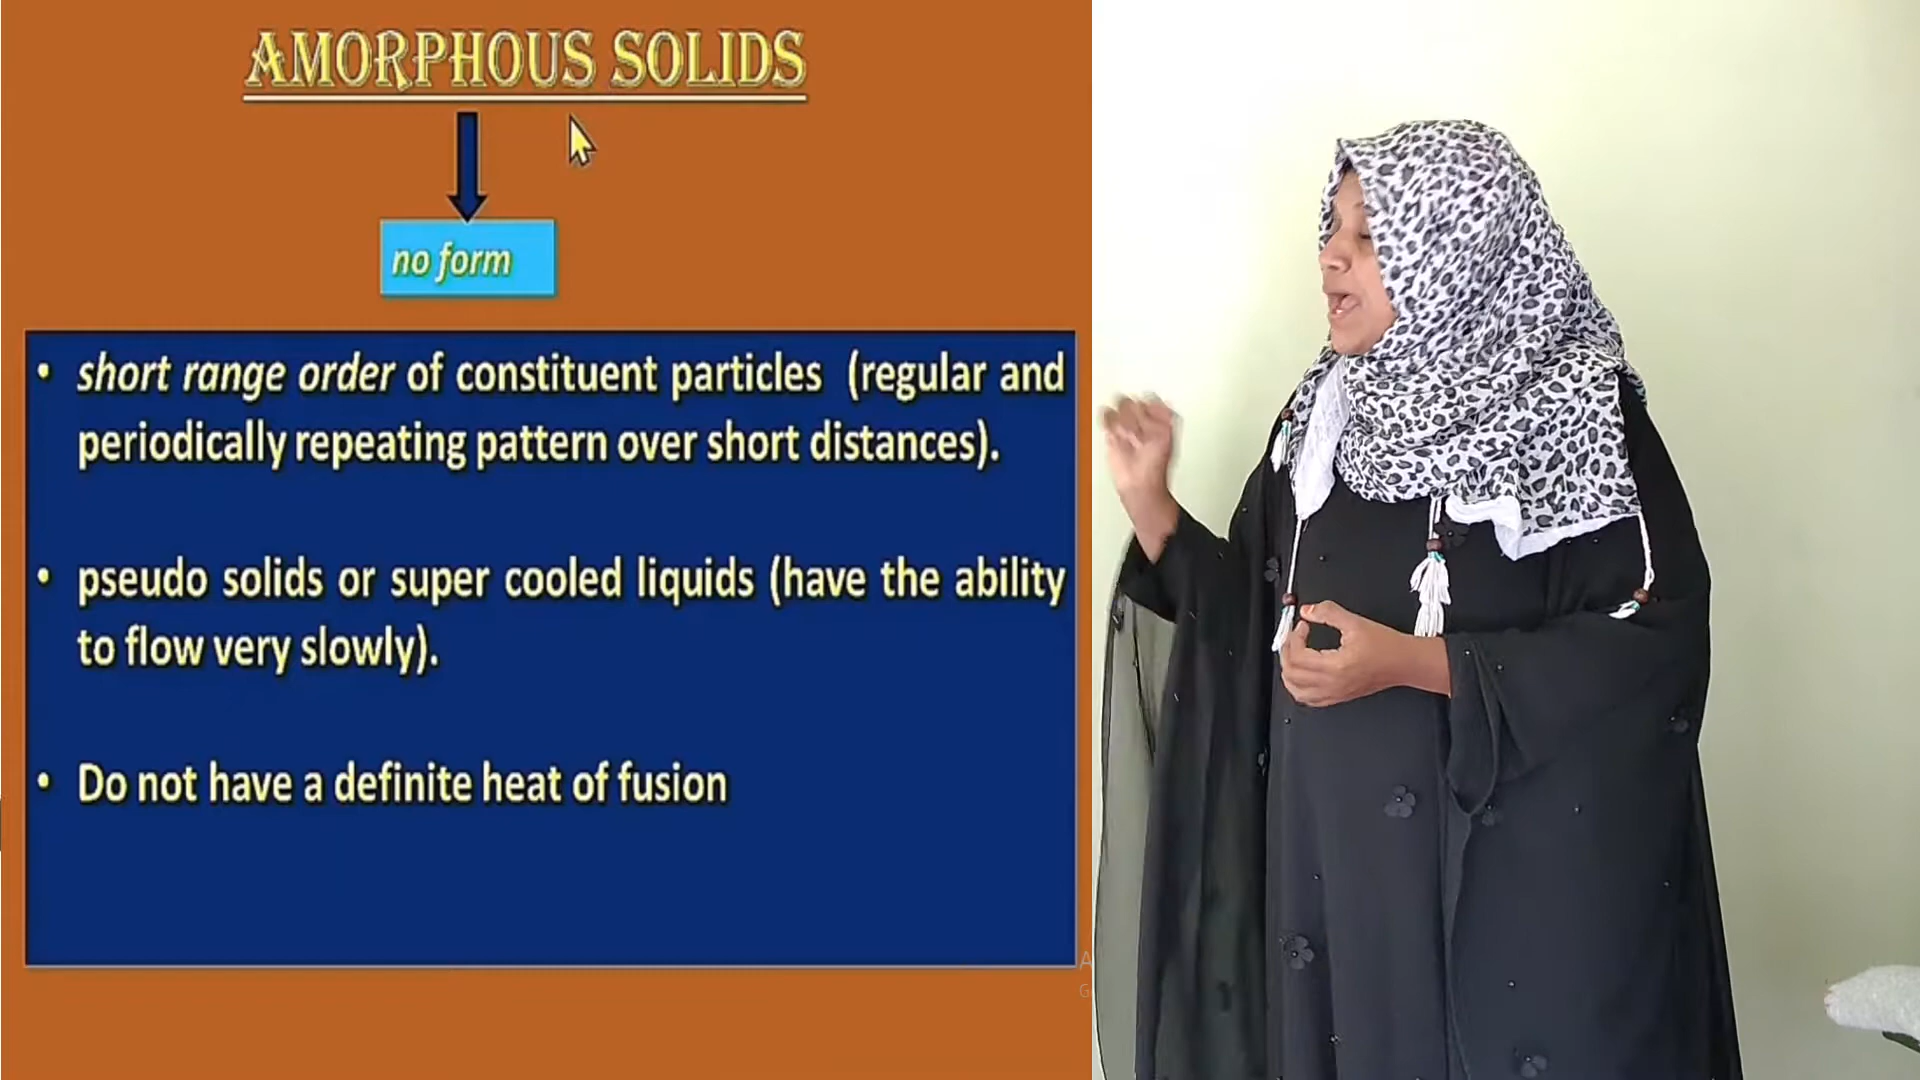 AMORPHOUS SOLIDS
no form
• short range order of constituent particles (regular and
periodically repeating pattern over short distances).
• pseudo solids or super cooled liquids (have the ability
to flow very slowly).
• Do not have a definite heat of fusion